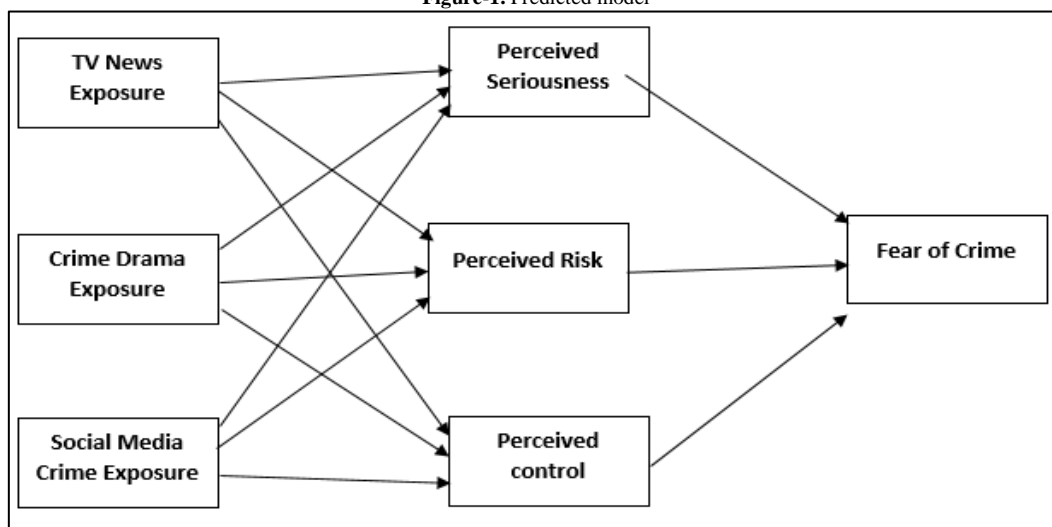 Figure-1. Predicted model
TV News
Exposure
Perceived
Seriousness
Crime Drama
Exposure
Perceived Risk
Fear of Crime
Social Media
Crime Exposure
Perceived
control